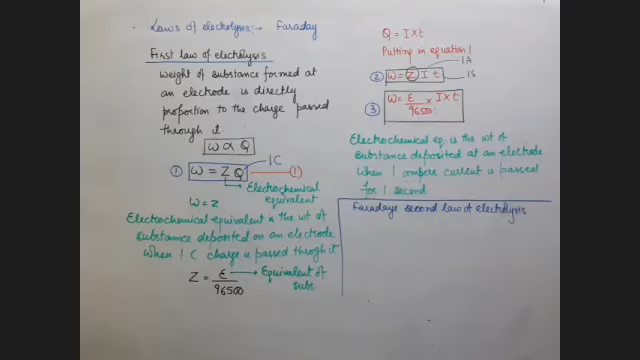 - Laws of electrolysis:→ Faraday
First law of electrolysis
weight of substance formed at
an electrode is directly
proportion to the charge passed
through it
W ∝ Q
① W = Z Q 1C ①
Electrochemical
equivalent
W = Z
Electrochemical equivalent is the wt of
substance deposited on an electrode
when 1 C charge is passed throgh it
Z = E/96500 → Equivalent of
subs.
Q = I × t
Putting in equation 1
② W = Z I t 1A 1S
③ W = E/96500 × I × t
Electrochemical eq. is the wt of
substance deposited at an electrode
when 1 ampere current is passed
for 1 second
Faradays second law of electrolysis